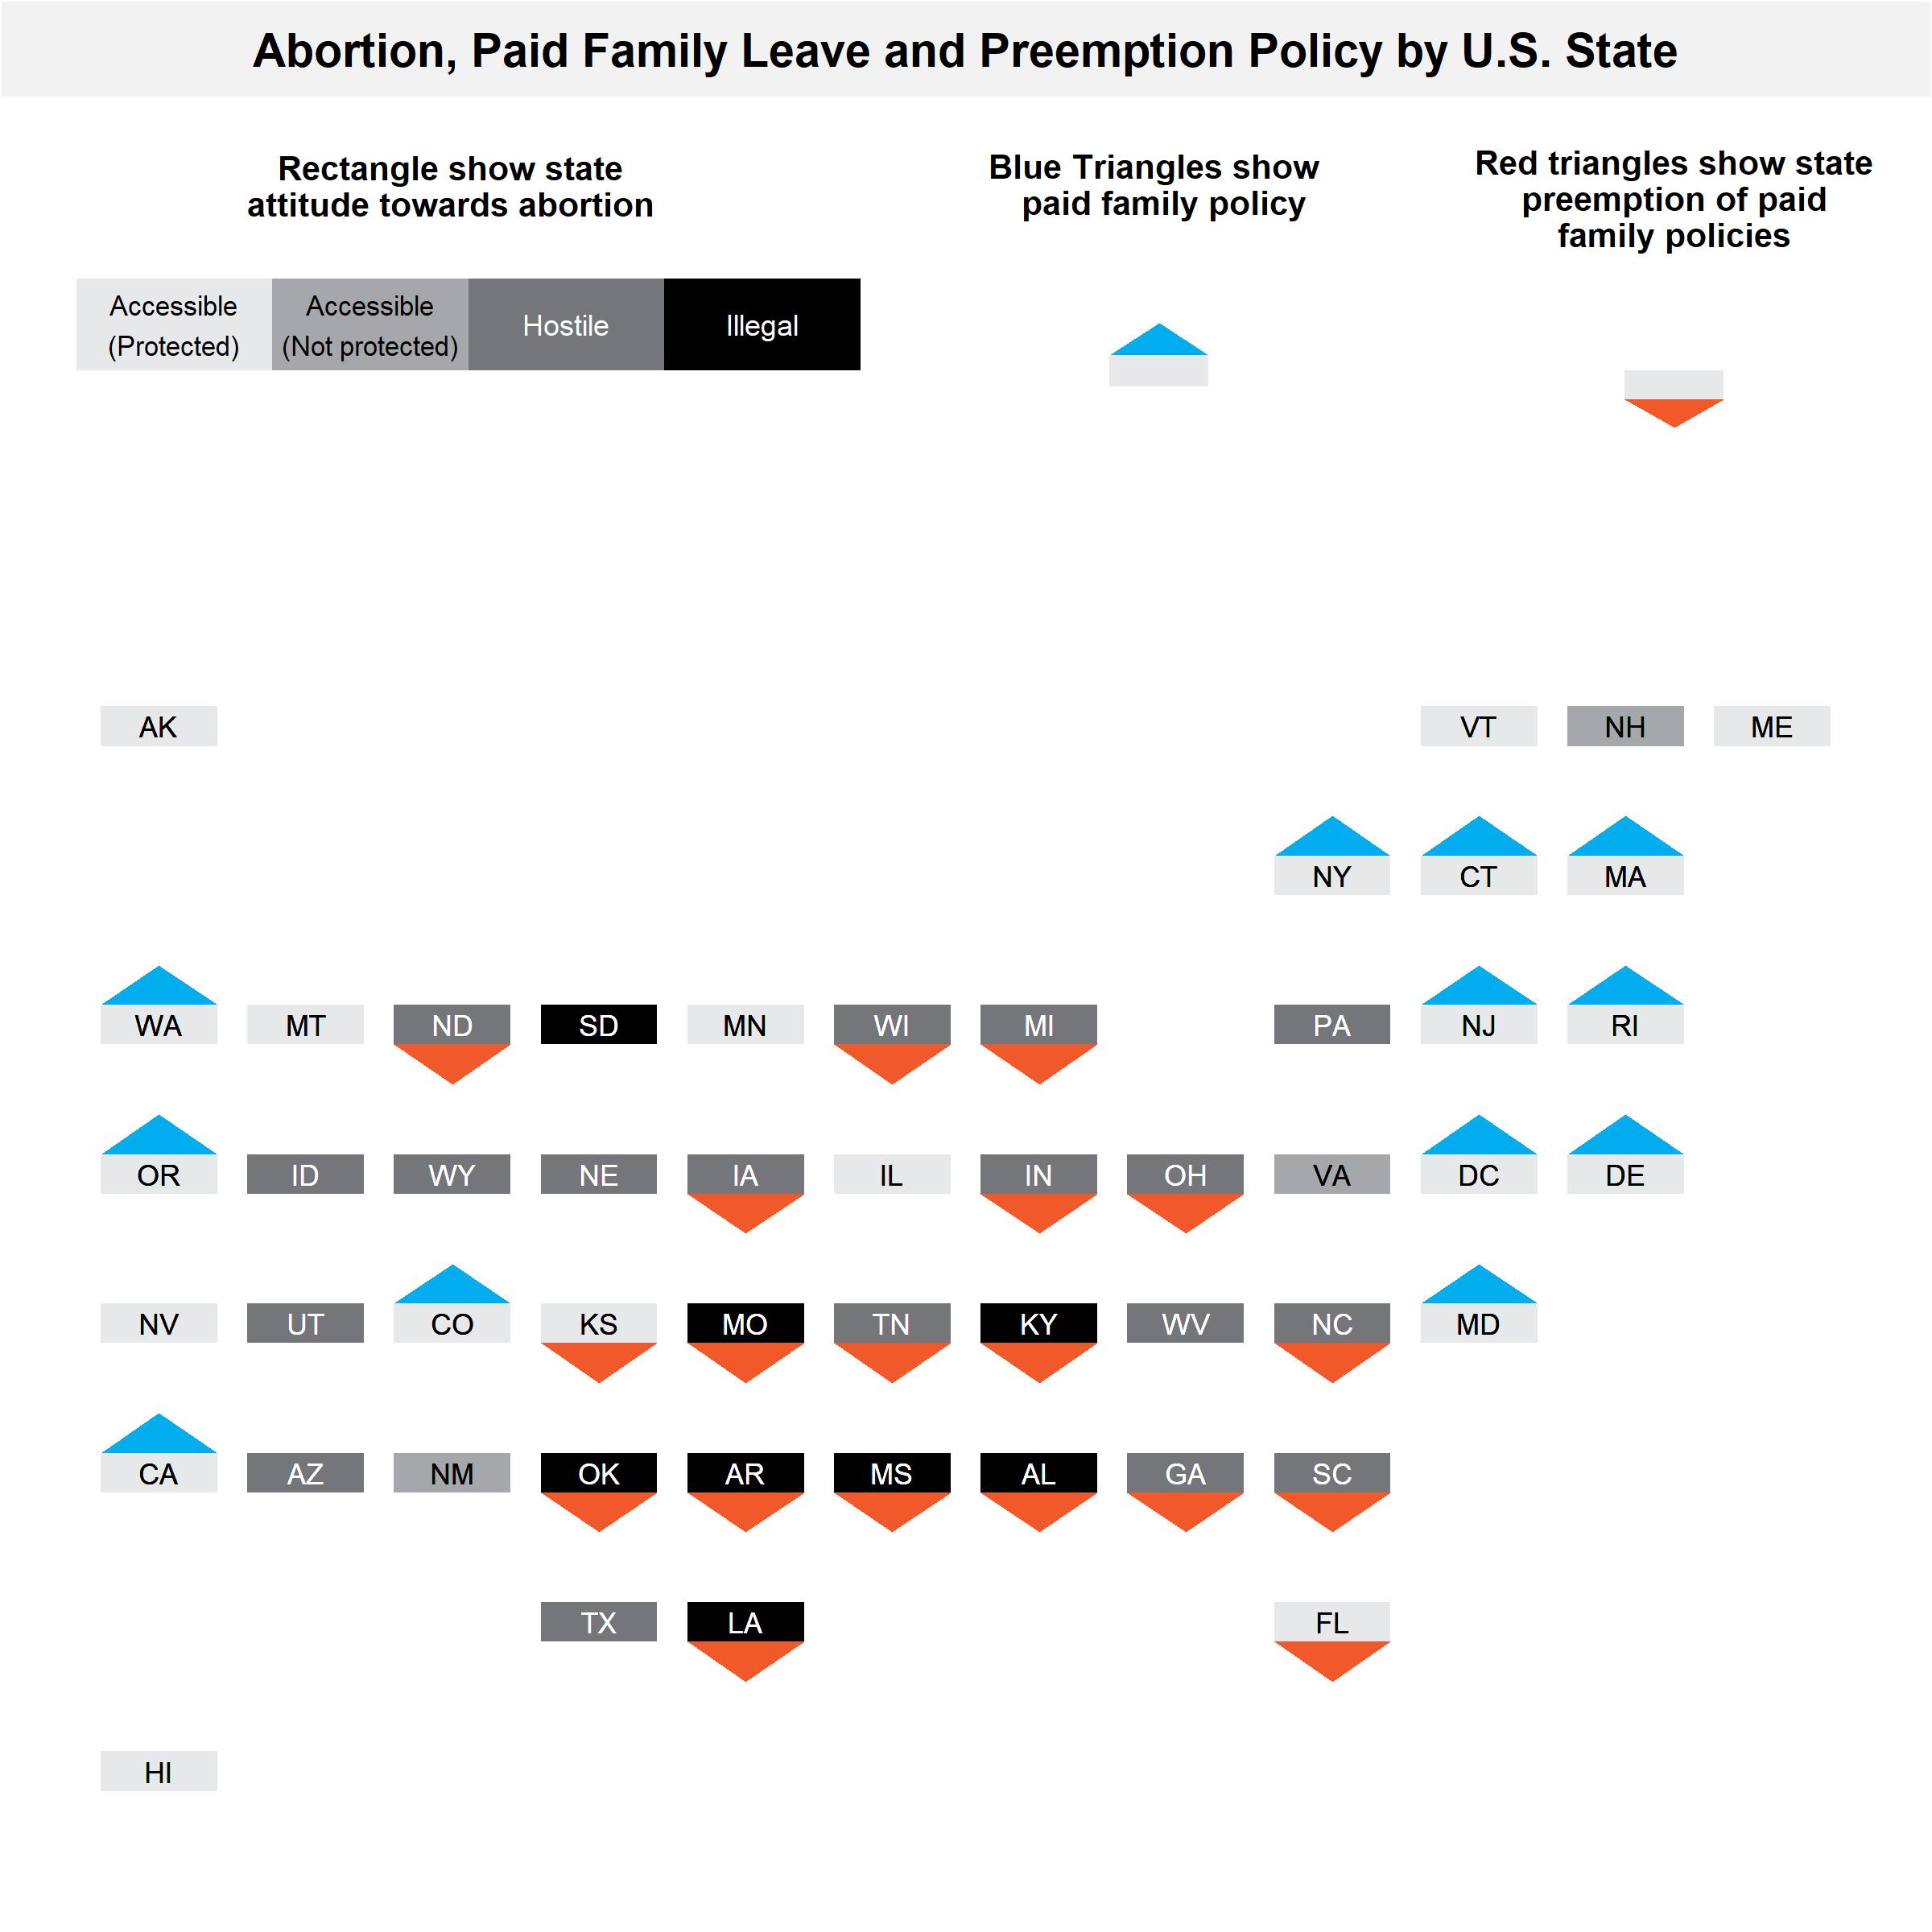 Abortion, Paid Family Leave and Preemption Policy by U.S. State
Rectangle show state
attitude towards abortion
Blue Triangles show
paid family policy
Red triangles show state
preemption of paid
family policies
Accessible
(Protected)
Accessible
(Not protected)
Hostile
Illegal
AK VT NH ME
NY CT MA
WA MT ND SD MN WI MI PA NJ RI
OR ID WY NE IA IL IN OH VA DC DE
NV UT CO KS MO TN KY WV NC MD
CA AZ NM OK AR MS AL GA SC
TX LA FL
HI